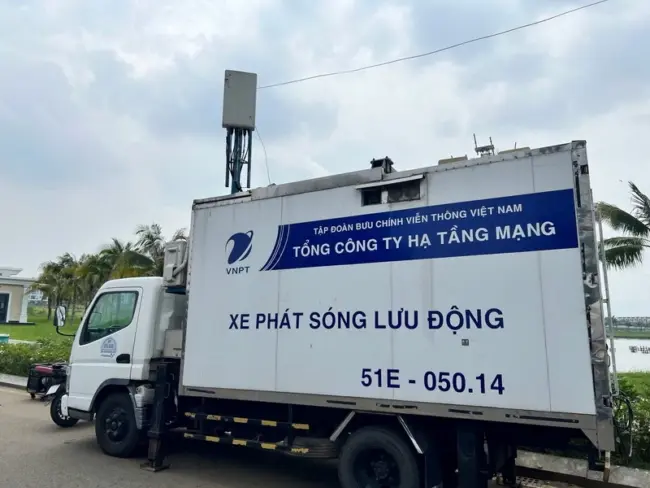 TẬP ĐOÀN BƯU CHÍNH VIỄN THÔNG VIỆT NAM
TỔNG CÔNG TY HẠ TẦNG MẠNG
VNPT
XE PHÁT SÓNG LƯU ĐỘNG
51E - 050.14